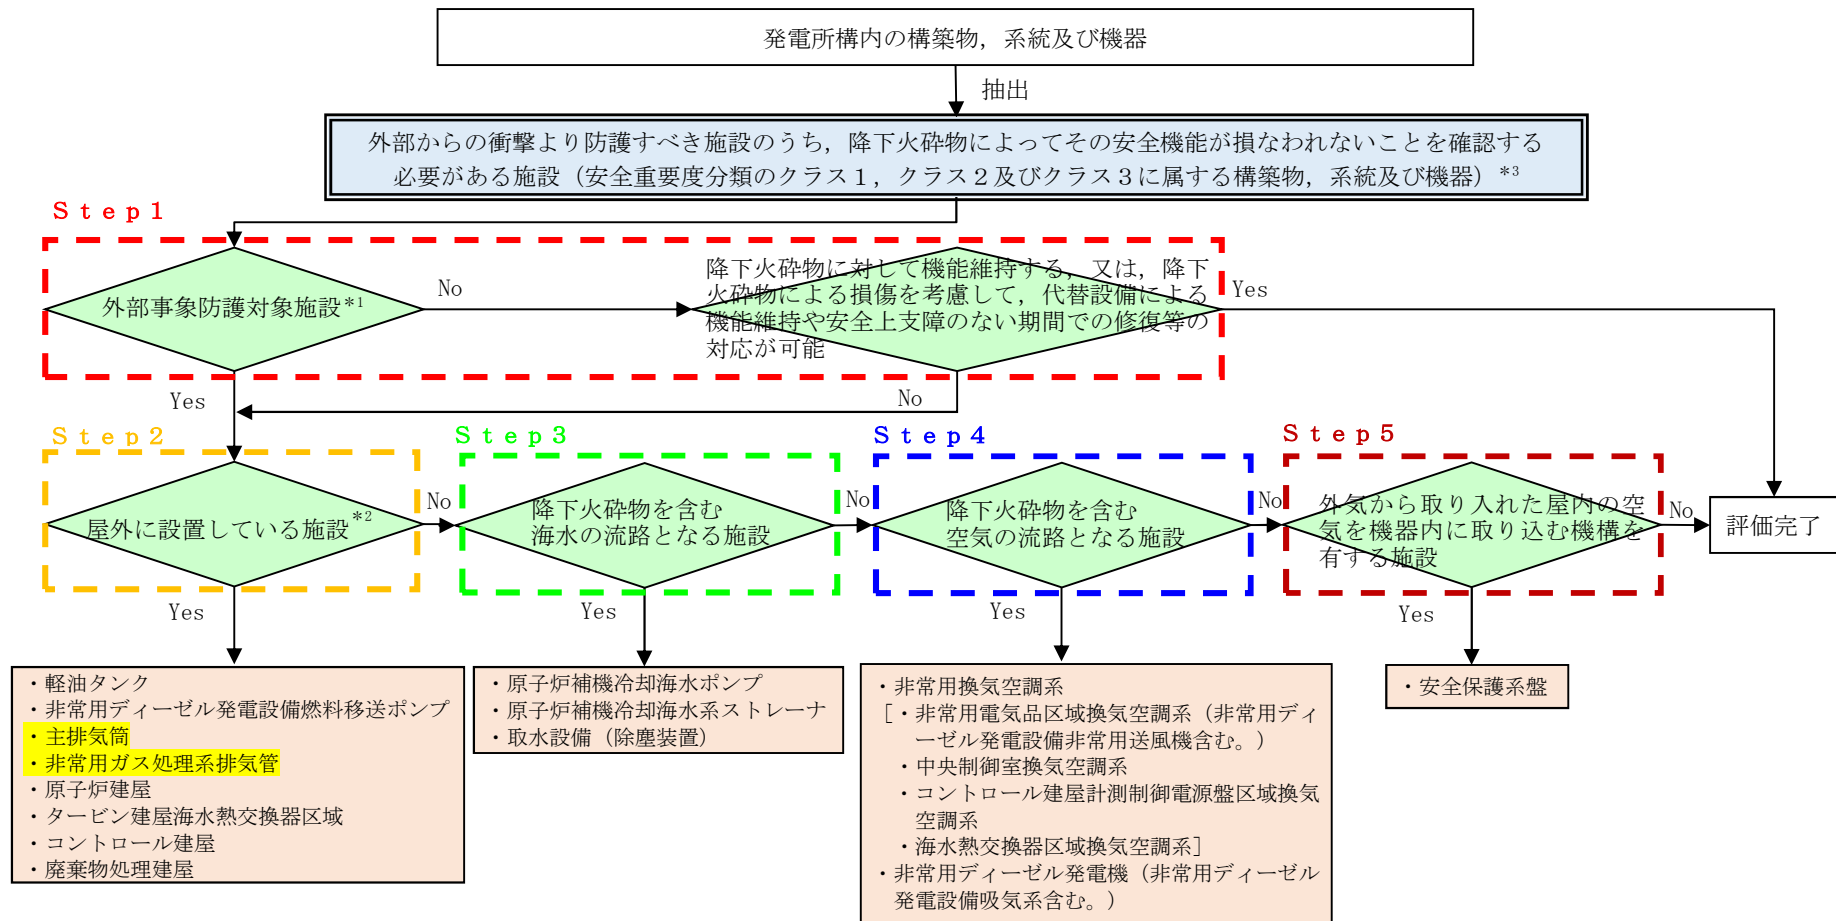 発電所構内の構築物，系統及び機器
抽出
外部からの衝撃より防護すべき施設のうち，降下火砕物によってその安全機能が損なわれないことを確認する
必要がある施設（安全重要度分類のクラス１，クラス２及びクラス３に属する構築物，系統及び機器）*3
Ｓｔｅｐ１
外部事象防護対象施設*1
No
降下火砕物に対して機能維持する，又は，降下
火砕物による損傷を考慮して，代替設備による
機能維持や安全上支障のない期間での修復等の
対応が可能
Yes
Yes
No
Ｓｔｅｐ２
屋外に設置している施設*2
No
Ｓｔｅｐ３
降下火砕物を含む
海水の流路となる施設
No
Ｓｔｅｐ４
降下火砕物を含む
空気の流路となる施設
No
Ｓｔｅｐ５
外気から取り入れた屋内の空
気を機器内に取り込む機構を
有する施設
No
評価完了
Yes
Yes
Yes
Yes
・軽油タンク
・非常用ディーゼル発電設備燃料移送ポンプ
・主排気筒
・非常用ガス処理系排気管
・原子炉建屋
・タービン建屋海水熱交換器区域
・コントロール建屋
・廃棄物処理建屋
・原子炉補機冷却海水ポンプ
・原子炉補機冷却海水系ストレーナ
・取水設備（除塵装置）
・非常用換気空調系
［・非常用電気品区域換気空調系（非常用ディ
ーゼル発電設備非常用送風機含む。）
・中央制御室換気空調系
・コントロール建屋計測制御電源盤区域換気
空調系
・海水熱交換器区域換気空調系］
・非常用ディーゼル発電機（非常用ディーゼル
発電設備吸気系含む。）
・安全保護系盤